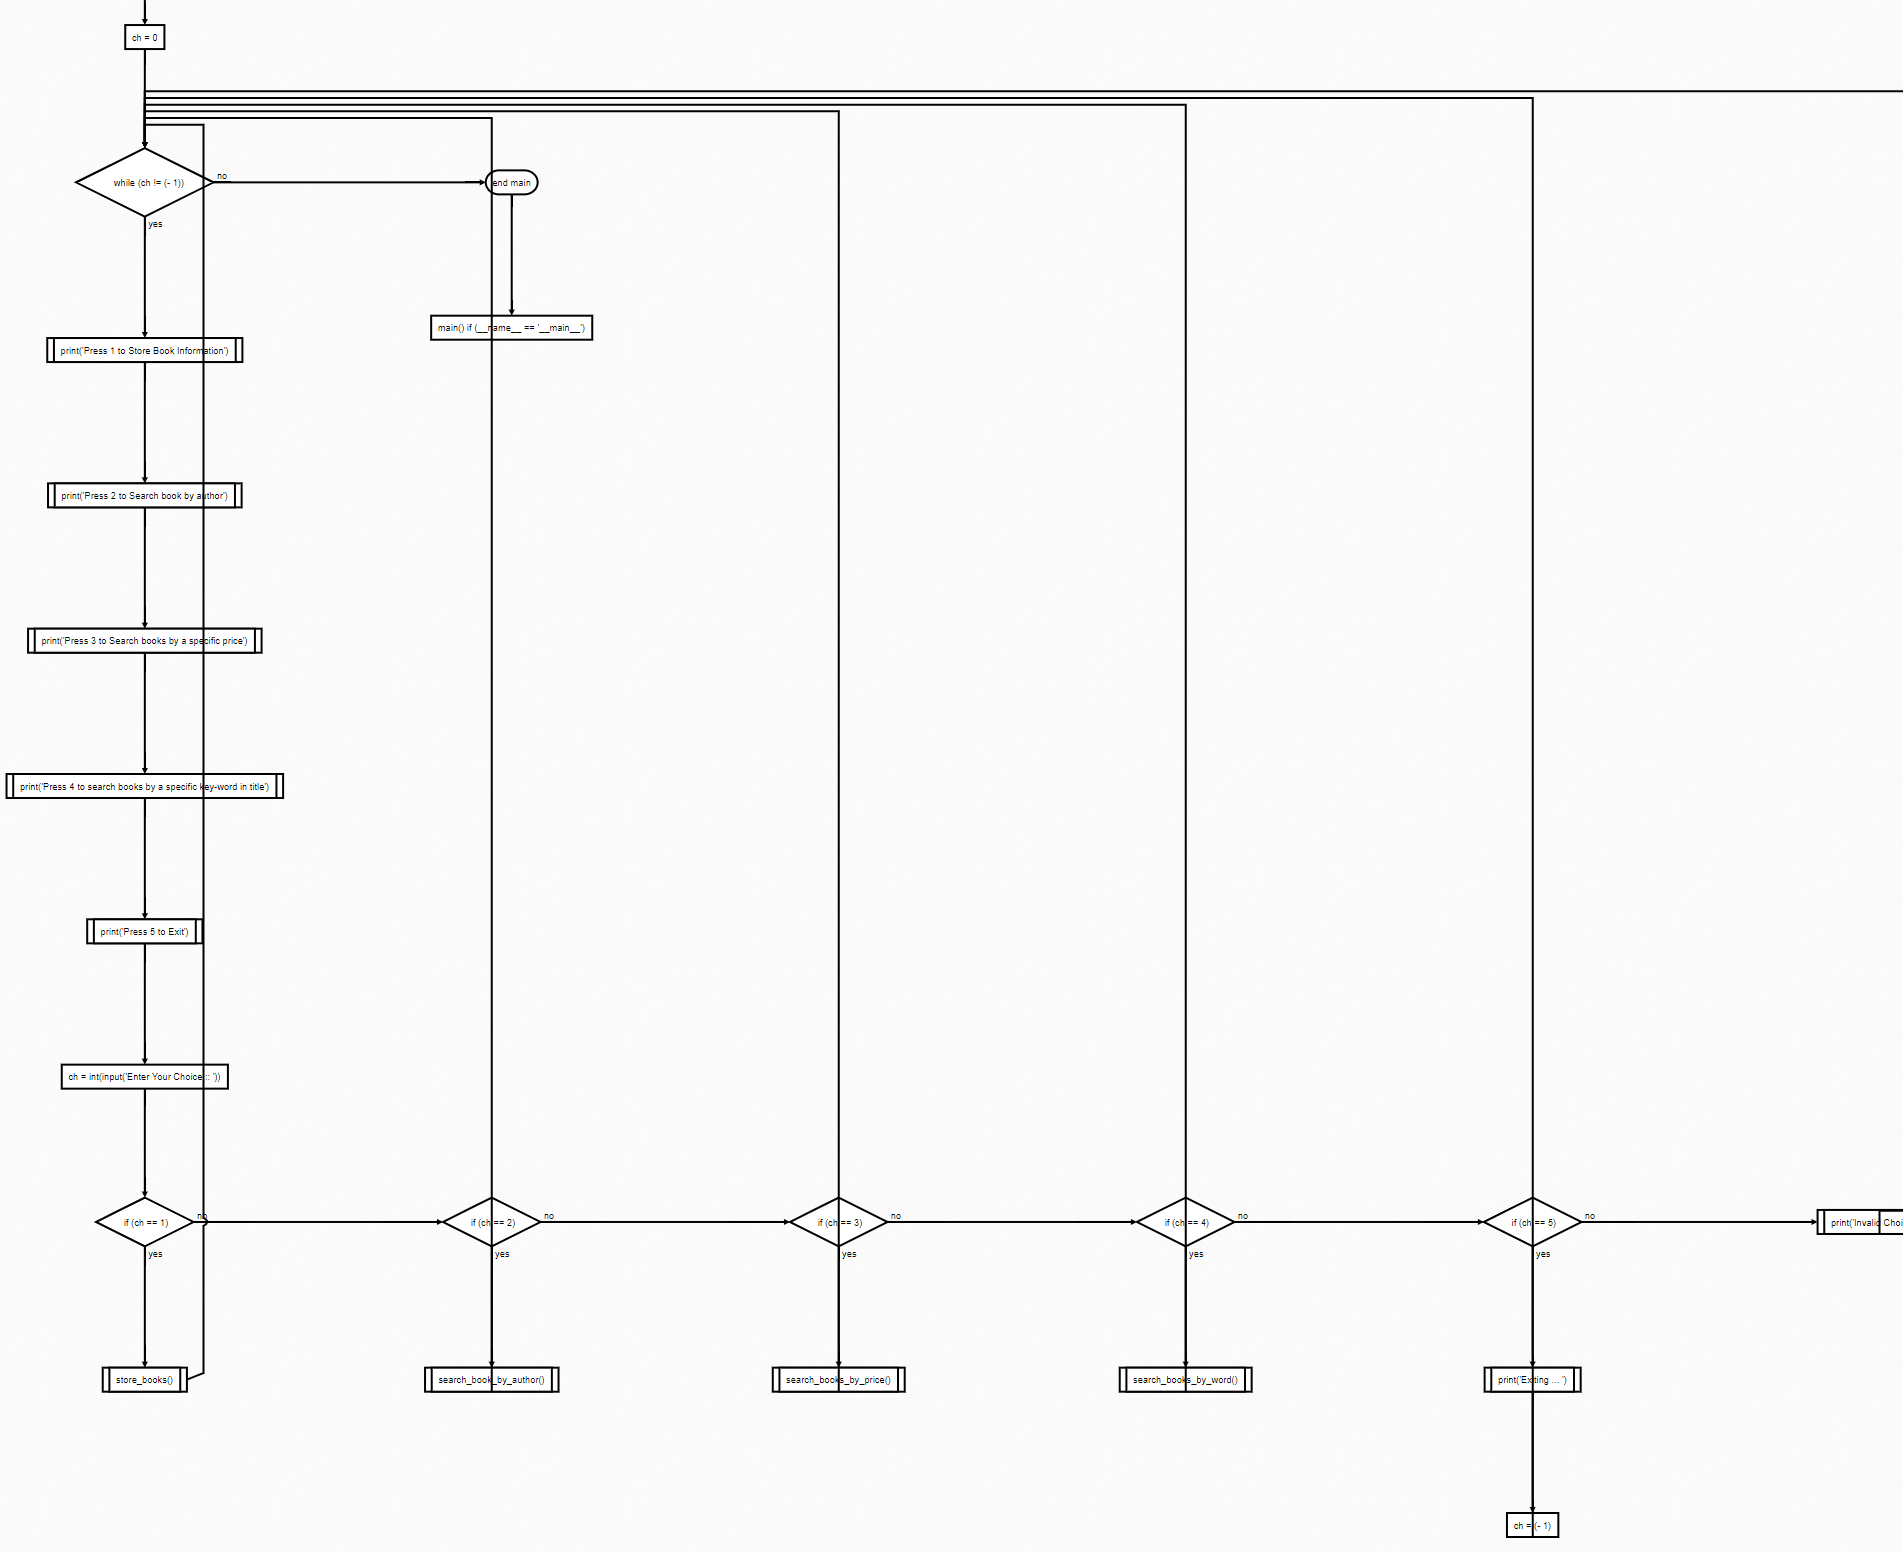 ch = 0
while (ch != (- 1))
no
end main
yes
main() if (__name__ == '__main__')
print('Press 1 to Store Book Information')
print('Press 2 to Search book by author')
print('Press 3 to Search books by a specific price')
print('Press 4 to search books by a specific key-word in title')
print('Press 5 to Exit')
ch = int(input('Enter Your Choice :: '))
if (ch == 1)
no
if (ch == 2)
no
if (ch == 3)
no
if (ch == 4)
no
if (ch == 5)
no
print('Invalid Choi
yes
yes
yes
yes
yes
store_books()
search_book_by_author()
search_books_by_price()
search_books_by_word()
print('Exiting ... ')
ch = (- 1)